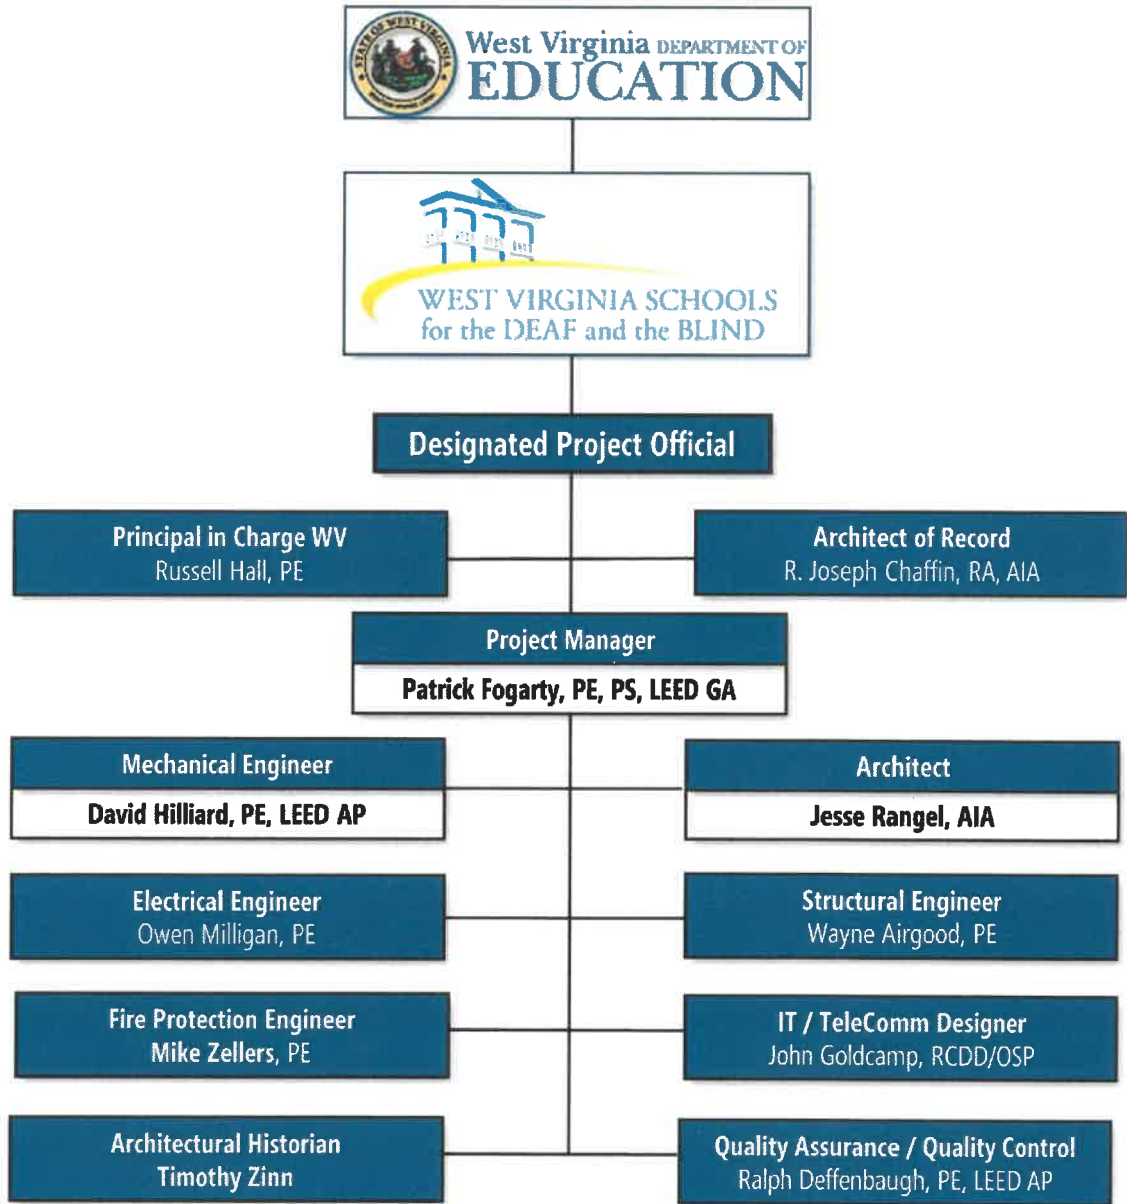 STATE OF WEST VIRGINIA
West Virginia DEPARTMENT OF
EDUCATION
WEST VIRGINIA SCHOOLS
for the DEAF and the BLIND
Designated Project Official
Principal in Charge WV
Russell Hall, PE
Architect of Record
R. Joseph Chaffin, RA, AIA
Project Manager
Patrick Fogarty, PE, PS, LEED GA
Mechanical Engineer
David Hilliard, PE, LEED AP
Architect
Jesse Rangel, AIA
Electrical Engineer
Owen Milligan, PE
Structural Engineer
Wayne Airgood, PE
Fire Protection Engineer
Mike Zellers, PE
IT / TeleComm Designer
John Goldcamp, RCDD/OSP
Architectural Historian
Timothy Zinn
Quality Assurance / Quality Control
Ralph Deffenbaugh, PE, LEED AP